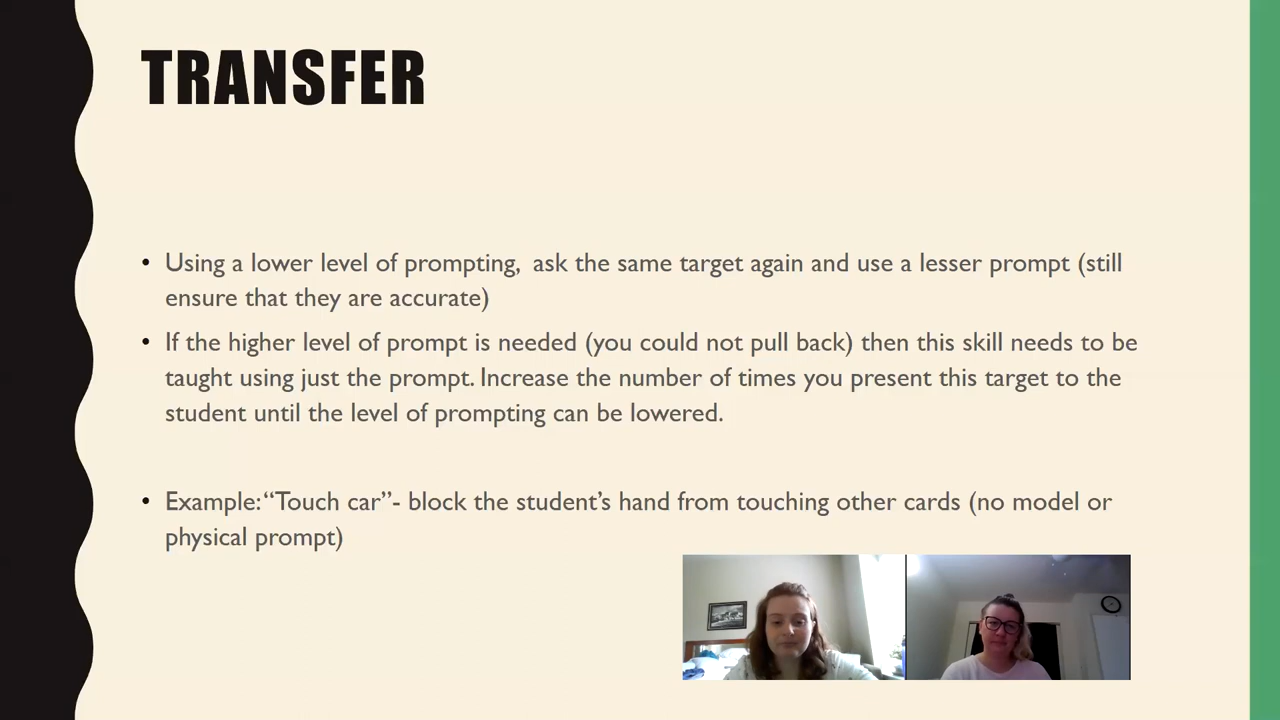 TRANSFER
• Using a lower level of prompting,  ask the same target again and use a lesser prompt (still
ensure that they are accurate)
• If the higher level of prompt is needed (you could not pull back) then this skill needs to be
taught using just the prompt. Increase the number of times you present this target to the
student until the level of prompting can be lowered.
• Example: “Touch car”- block the student’s hand from touching other cards (no model or
physical prompt)